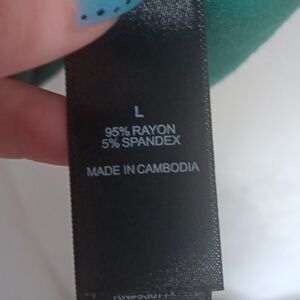 L
95% RAYON
5% SPANDEX
MADE IN CAMBODIA